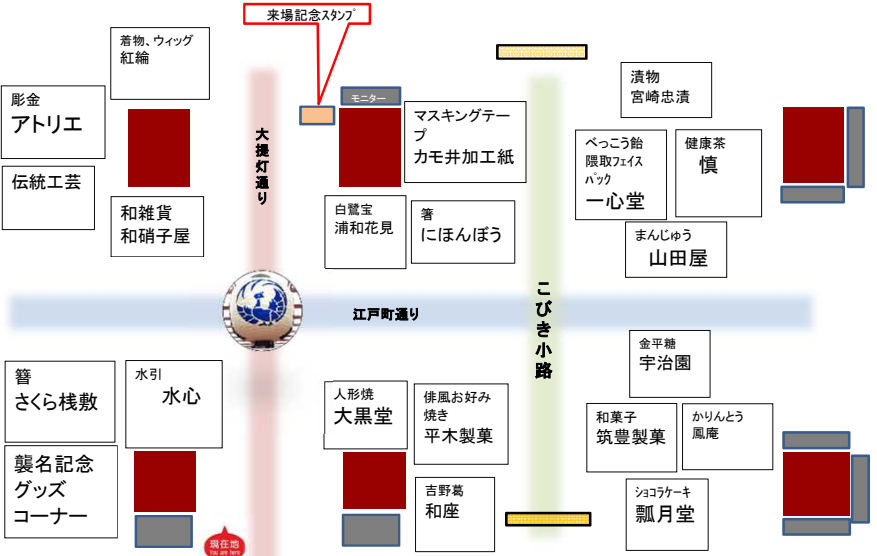 来場記念スタンプ
着物、ウィッグ
紅綸
彫金
アトリエ
伝統工芸
和雑貨
和硝子屋
大提灯通り
モニター
マスキングテー
プ
カモ井加工紙
白鷺宝
浦和花見
箸
にほんぼう
漬物
宮崎忠漬
べっこう飴
隈取フェイス
パック
一心堂
健康茶
慎
まんじゅう
山田屋
江戸町通り
こびき小路
簪
さくら桟敷
水引
水心
襲名記念
グッズ
コーナー
現在地
You are here
人形焼
大黒堂
俳風お好み
焼き
平木製菓
吉野葛
和座
金平糖
宇治園
和菓子
筑豊製菓
かりんとう
鳳庵
ショコラケーキ
瓢月堂